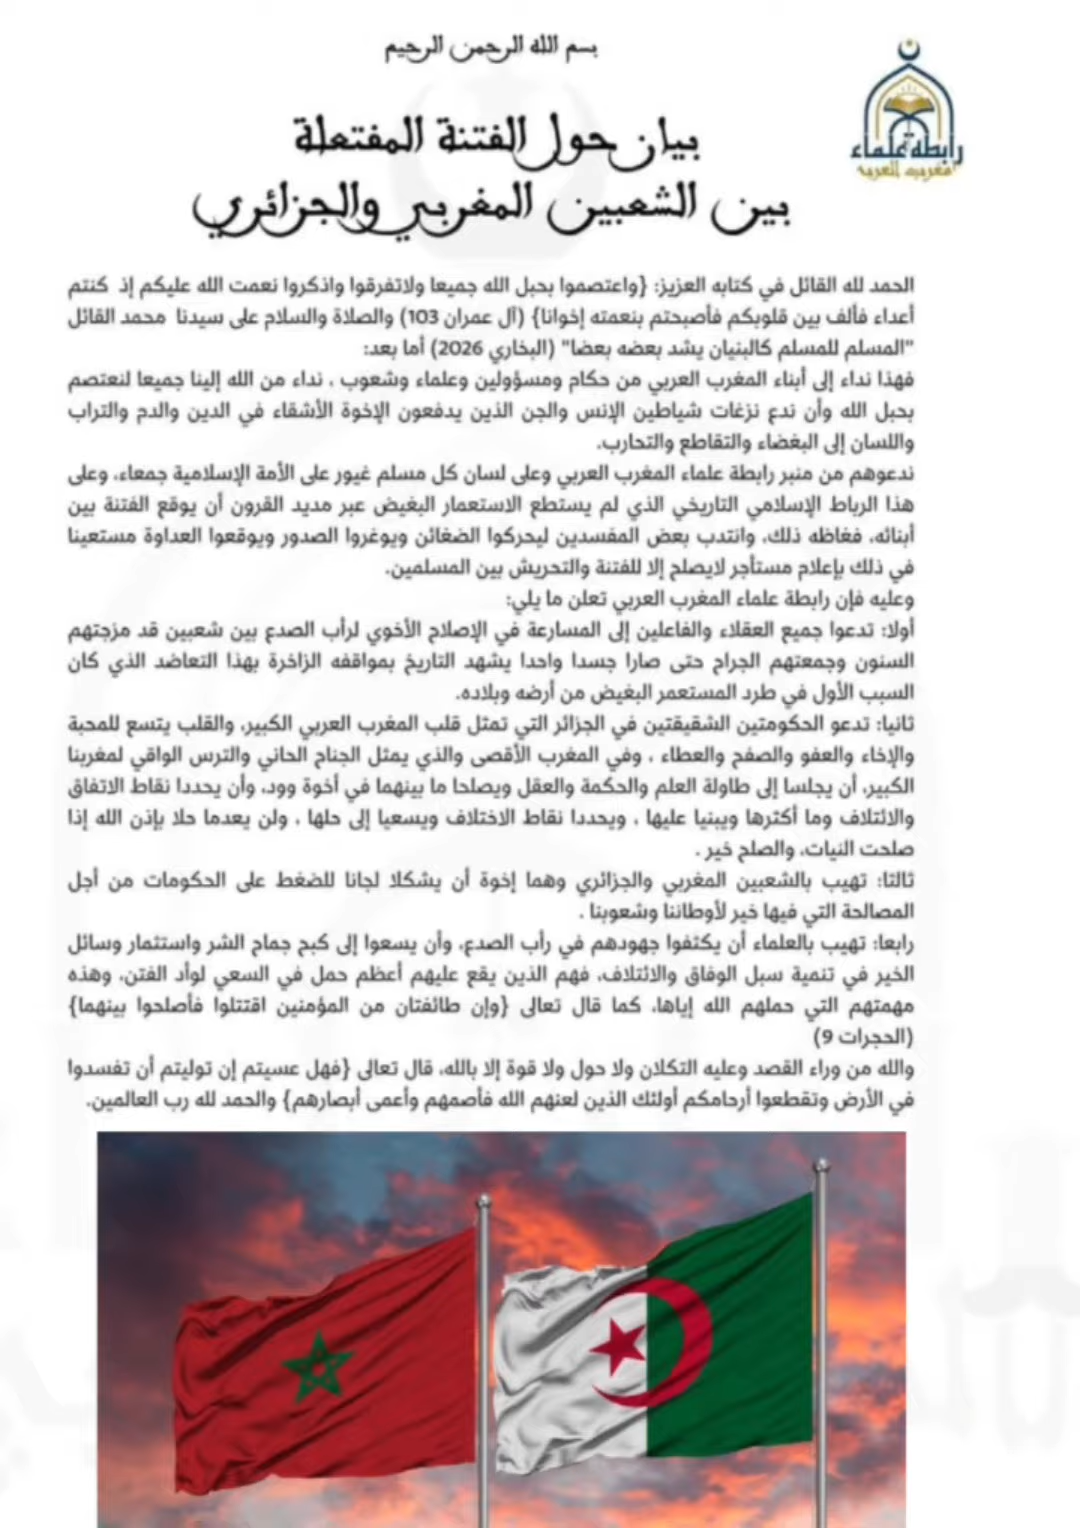 بسم الله الرحمن الرحيم
رابطة علماء
المغرب العربي
بيان حول الفتنة المفتعلة
بين الشعبين المغربي والجزائري
الحمد لله القائل في كتابه العزيز: {واعتصموا بحبل الله جميعا ولاتفرقوا واذكروا نعمت الله عليكم إذ كنتم
أعداء فألف بين قلوبكم فأصبحتم بنعمته إخوانا} (آل عمران 103) والصلاة والسلام على سيدنا محمد القائل
"المسلم للمسلم كالبنيان يشد بعضه بعضا" (البخاري 2026) أما بعد:
فهذا نداء إلى أبناء المغرب العربي من حكام ومسؤولين وعلماء وشعوب ، نداء من الله إلينا جميعا لنعتصم
بحبل الله وأن ندع نزغات شياطين الإنس والجن الذين يدفعون الإخوة الأشقاء في الدين والدم والتراب
واللسان إلى البغضاء والتقاطع والتحارب.
ندعوهم من منبر رابطة علماء المغرب العربي وعلى لسان كل مسلم غيور على الأمة الإسلامية جمعاء، وعلى
هذا الرباط الإسلامي التاريخي الذي لم يستطع الاستعمار البغيض عبر مديد القرون أن يوقع الفتنة بين
أبنائه، فغاظه ذلك، وانتدب بعض المفسدين ليحركوا الضغائن ويوغروا الصدور ويوقعوا العداوة مستعينا
في ذلك بإعلام مستأجر لايصلح إلا للفتنة والتحريش بين المسلمين.
وعليه فإن رابطة علماء المغرب العربي تعلن ما يلي:
أولا: تدعوا جميع العقلاء والفاعلين إلى المسارعة في الإصلاح الأخوي لرأب الصدع بين شعبين قد مزجتهم
السنون وجمعتهم الجراح حتى صارا جسدا واحدا يشهد التاريخ بمواقفه الزاخرة بهذا التعاضد الذي كان
السبب الأول في طرد المستعمر البغيض من أرضه وبلاده.
ثانيا: تدعو الحكومتين الشقيقتين في الجزائر التي تمثل قلب المغرب العربي الكبير، والقلب يتسع للمحبة
والإخاء والعفو والصفح والعطاء ، وفي المغرب الأقصى والذي يمثل الجناح الحاني والترس الواقي لمغربنا
الكبير، أن يجلسا إلى طاولة العلم والحكمة والعقل ويصلحا ما بينهما في أخوة وود، وأن يحددا نقاط الاتفاق
والائتلاف وما أكثرها ويبنيا عليها ، ويحددا نقاط الاختلاف ويسعيا إلى حلها ، ولن يعدما حلا بإذن الله إذا
صلحت النيات، والصلح خير .
ثالثا: تهيب بالشعبين المغربي والجزائري وهما إخوة أن يشكلا لجانا للضغط على الحكومات من أجل
المصالحة التي فيها خير لأوطاننا وشعوبنا .
رابعا: تهيب بالعلماء أن يكثفوا جهودهم في رأب الصدع، وأن يسعوا إلى كبح جماح الشر واستثمار وسائل
الخير في تنمية سبل الوفاق والائتلاف، فهم الذين يقع عليهم أعظم حمل في السعي لوأد الفتن، وهذه
مهمتهم التي حملهم الله إياها، كما قال تعالى {وإن طائفتان من المؤمنين اقتتلوا فأصلحوا بينهما}
(الحجرات 9)
والله من وراء القصد وعليه التكلان ولا حول ولا قوة إلا بالله، قال تعالى {فهل عسيتم إن توليتم أن تفسدوا
في الأرض وتقطعوا أرحامكم أولئك الذين لعنهم الله فأصمهم وأعمى أبصارهم} والحمد لله رب العالمين.